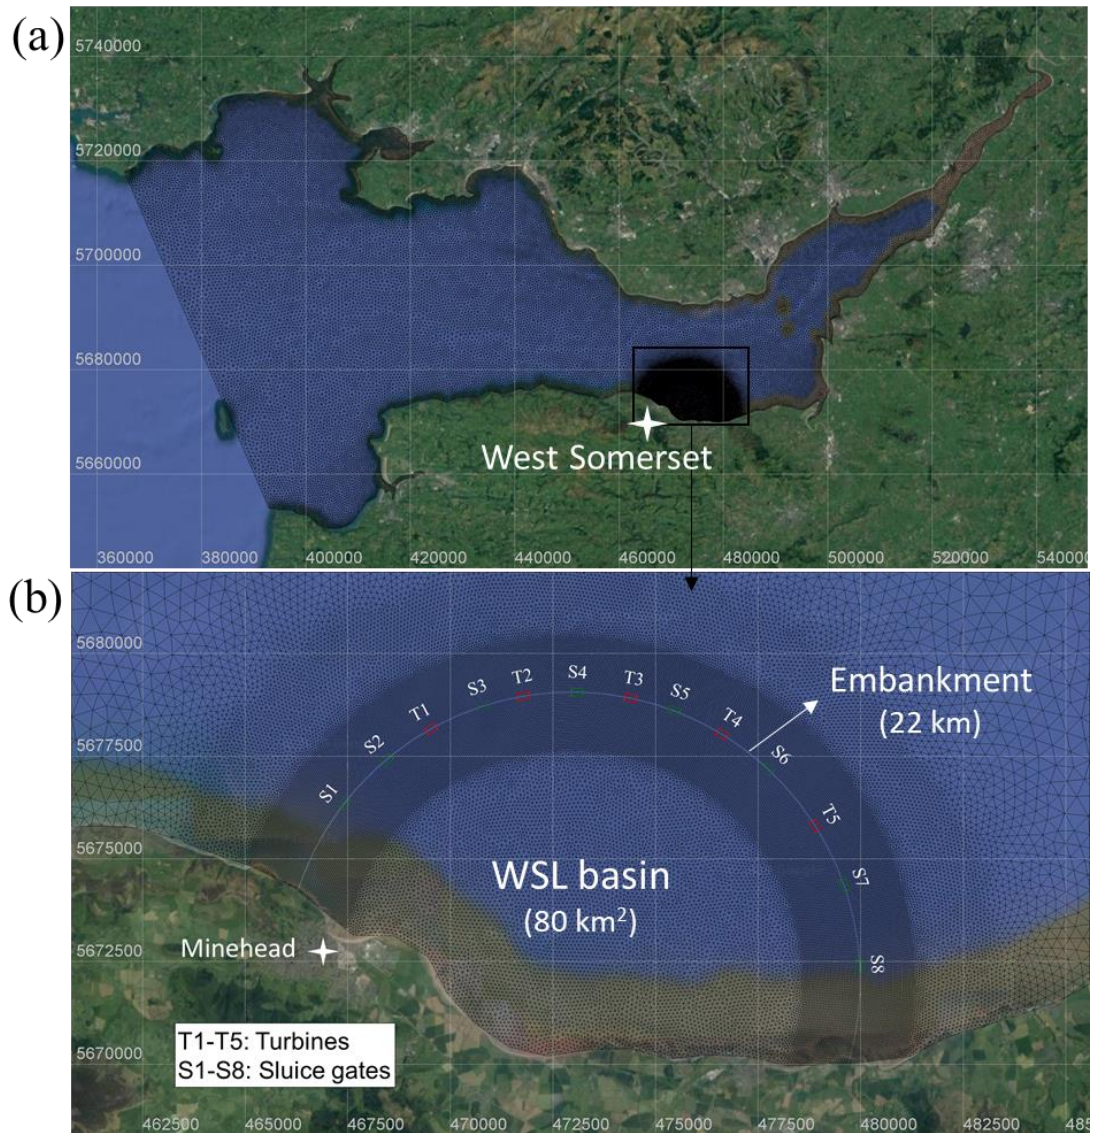 (a)
5740000
5720000
5700000
5680000
5660000
West Somerset
360000 380000 400000 420000 440000 460000 480000 500000 520000 540000
(b)
5680000
5677500
5675000
5672500
5670000
S1 S2 T1 S3 T2 S4 T3 S5 T4 S6 T5 S7 S8
Embankment
(22 km)
WSL basin
(80 km²)
Minehead
T1-T5: Turbines
S1-S8: Sluice gates
462500 465000 467500 470000 472500 475000 477500 480000 482500 485